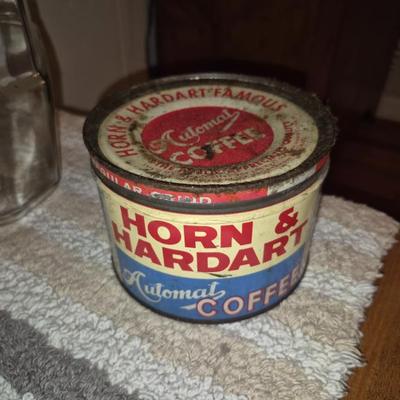 HORN & HARDART FAMOUS
Automat
COFFEE
HORN &
HARDART
Automat
COFFEE